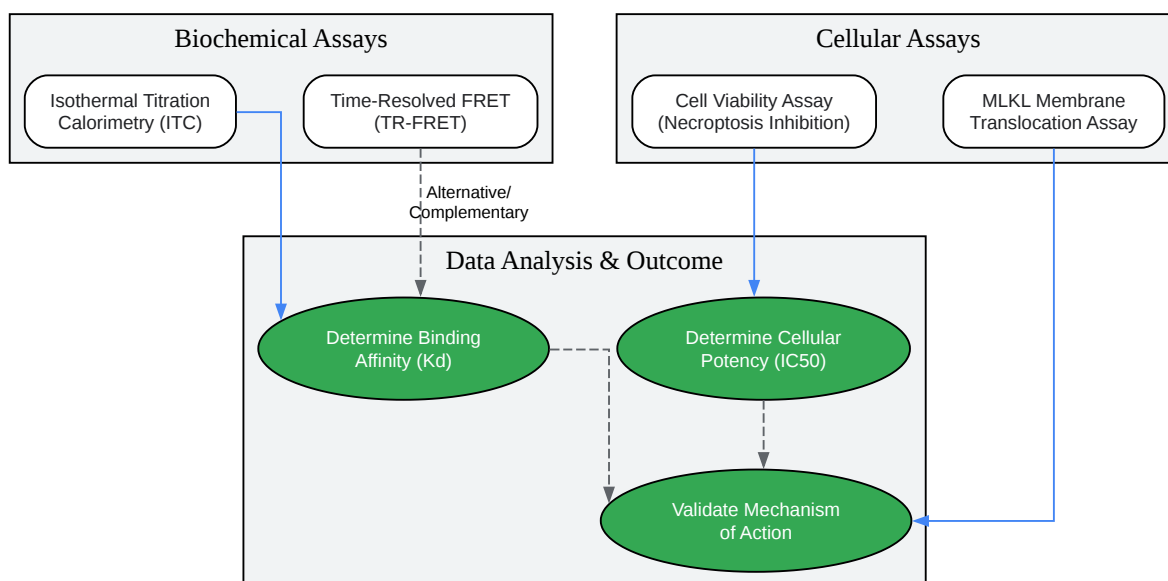 Biochemical Assays
Isothermal Titration
Calorimetry (ITC)
Time-Resolved FRET
(TR-FRET)
Cellular Assays
Cell Viability Assay
(Necroptosis Inhibition)
MLKL Membrane
Translocation Assay
Alternative/
Complementary
Data Analysis & Outcome
Determine Binding
Affinity (Kd)
Determine Cellular
Potency (IC50)
Validate Mechanism
of Action